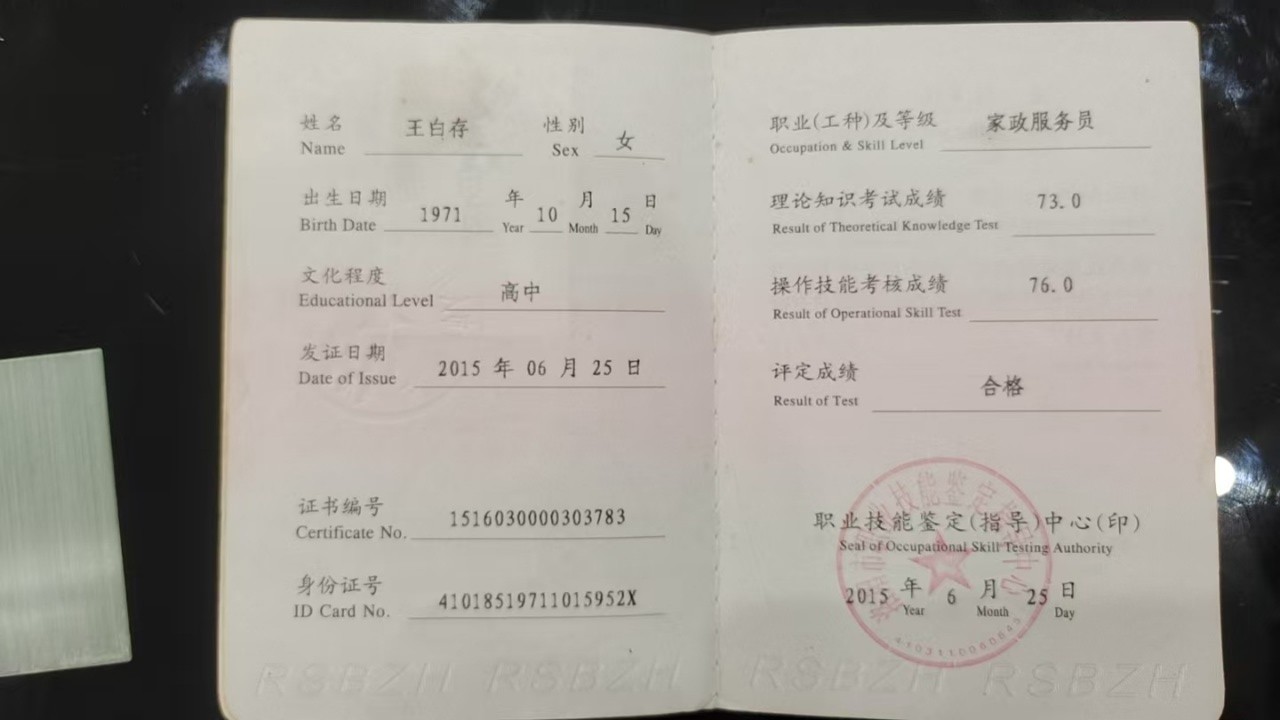 姓名 王白存 性别 女
Name Sex
出生日期 1971 年 10 月 15 日
Birth Date Year Month Day
文化程度 高中
Educational Level
发证日期 2015 年 06 月 25 日
Date of Issue
证书编号 1516030000303783
Certificate No.
身份证号 41018519711015952X
ID Card No.
RSBZH RSBZH
职业(工种)及等级 家政服务员
Occupation & Skill Level
理论知识考试成绩 73.0
Result of Theoretical Knowledge Test
操作技能考核成绩 76.0
Result of Operational Skill Test
评定成绩 合格
Result of Test
职业技能鉴定(指导)中心(印)
Seal of Occupational Skill Testing Authority
2015 年 6 月 25 日
Year Month Day
RSBZH RSBZH